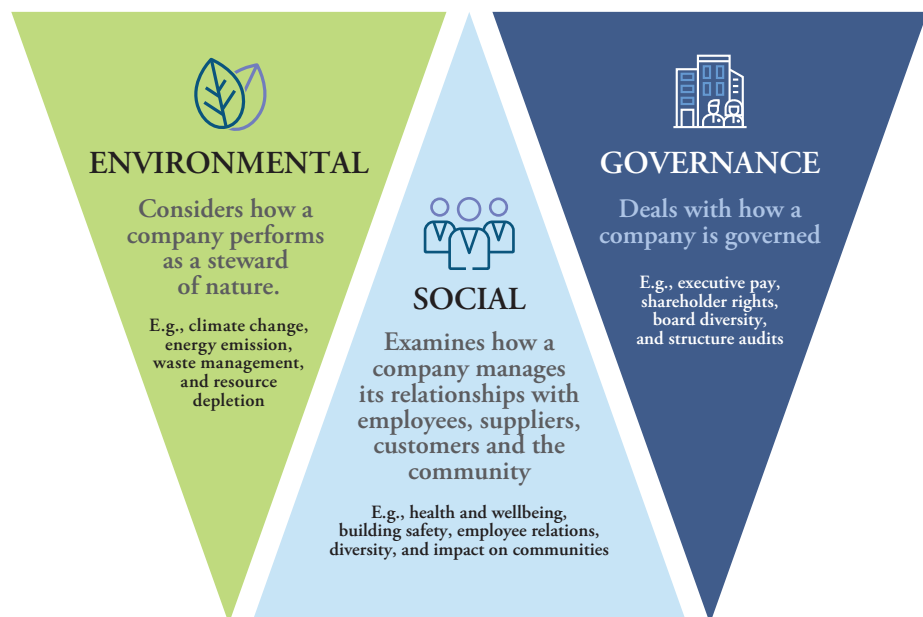 ENVIRONMENTAL
Considers how a
company performs
as a steward
of nature.
E.g., climate change,
energy emission,
waste management,
and resource
depletion
SOCIAL
Examines how a
company manages
its relationships with
employees, suppliers,
customers and the
community
E.g., health and wellbeing,
building safety, employee relations,
diversity, and impact on communities
GOVERNANCE
Deals with how a
company is governed
E.g., executive pay,
shareholder rights,
board diversity,
and structure audits